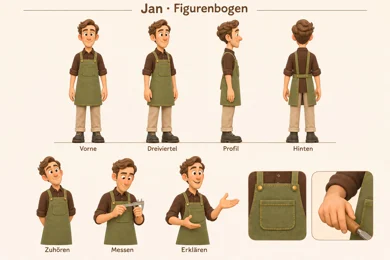 Jan · Figurenbogen
Vorne
Dreiviertel
Profil
Hinten
Zuhören
Messen
Erklären